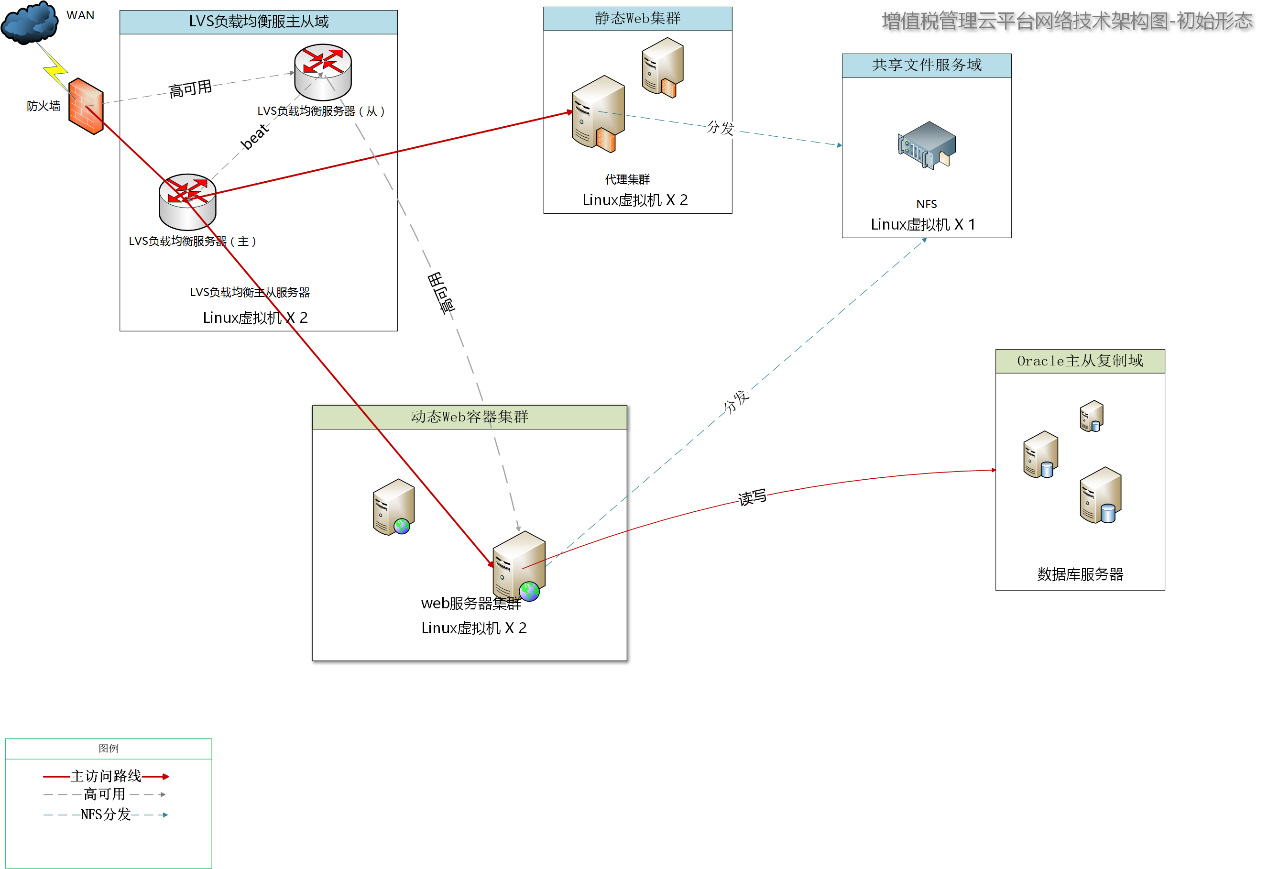 WAN
LVS负载均衡服主从域
静态Web集群
增值税管理云平台网络技术架构图-初始形态
共享文件服务域
防火墙
高可用
LVS负载均衡服务器（从）
beat
分发
代理集群
Linux虚拟机 X 2
NFS
Linux虚拟机 X 1
LVS负载均衡服务器（主）
LVS负载均衡主从服务器
Linux虚拟机 X 2
高可用
Oracle主从复制域
动态Web容器集群
分发
读写
数据库服务器
web服务器集群
Linux虚拟机 X 2
图例
主访问路线
高可用
NFS分发